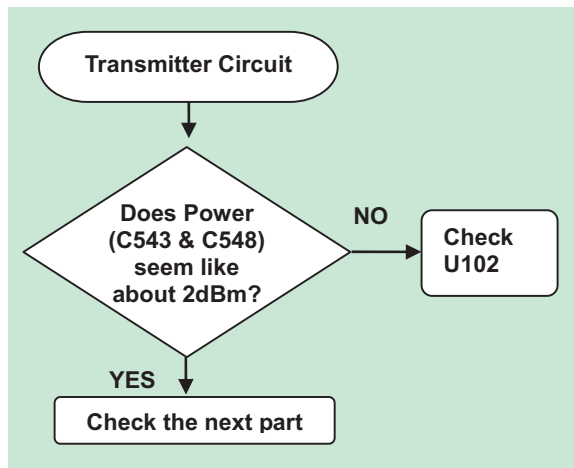 Transmitter Circuit
Does Power
(C543 & C548)
seem like
about 2dBm?
NO
Check
U102
YES
Check the next part